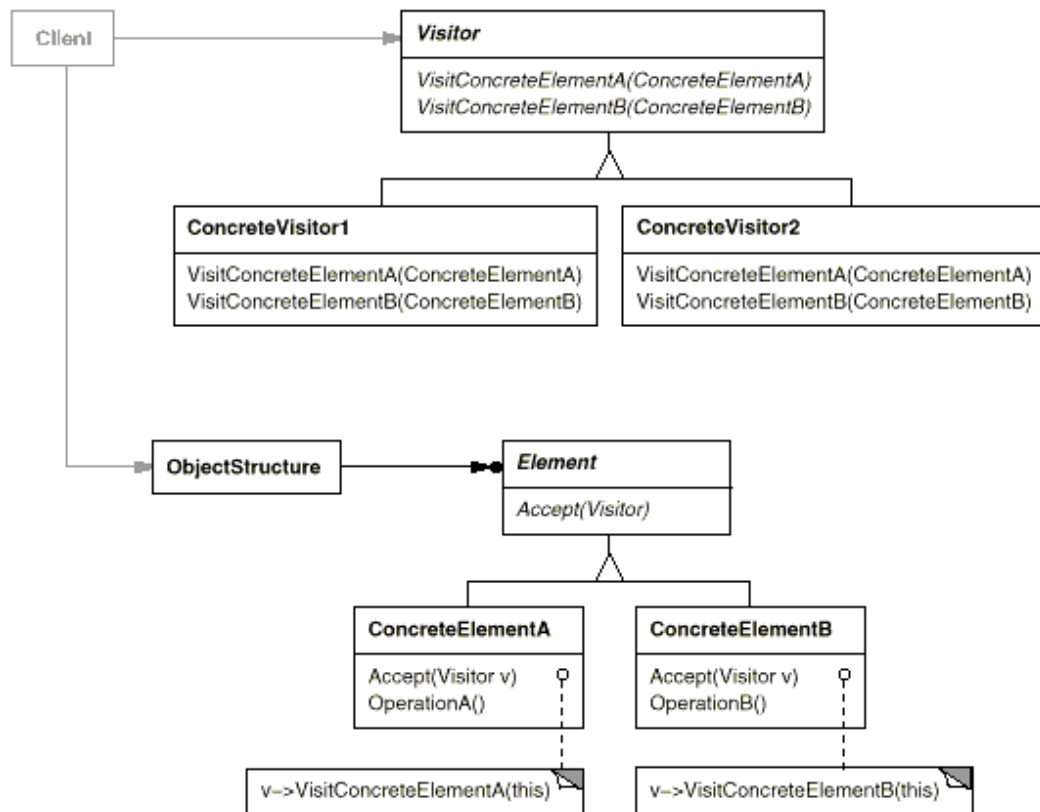 Client
Visitor
VisitConcreteElementA(ConcreteElementA)
VisitConcreteElementB(ConcreteElementB)
ConcreteVisitor1
VisitConcreteElementA(ConcreteElementA)
VisitConcreteElementB(ConcreteElementB)
ConcreteVisitor2
VisitConcreteElementA(ConcreteElementA)
VisitConcreteElementB(ConcreteElementB)
ObjectStructure
Element
Accept(Visitor)
ConcreteElementA
Accept(Visitor v)
OperationA()
ConcreteElementB
Accept(Visitor v)
OperationB()
v–>VisitConcreteElementA(this)
v–>VisitConcreteElementB(this)